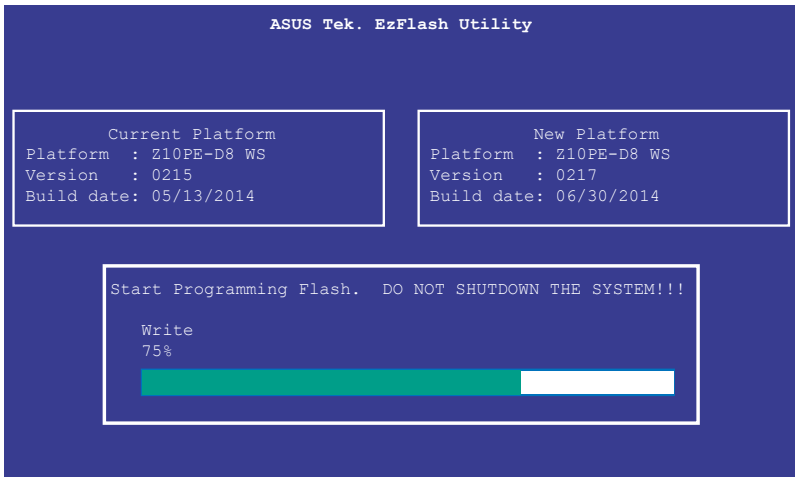 ASUS Tek. EzFlash Utility
Current Platform
Platform : Z10PE-D8 WS
Version : 0215
Build date: 05/13/2014
New Platform
Platform : Z10PE-D8 WS
Version : 0217
Build date: 06/30/2014
Start Programming Flash. DO NOT SHUTDOWN THE SYSTEM!!!
Write
75%